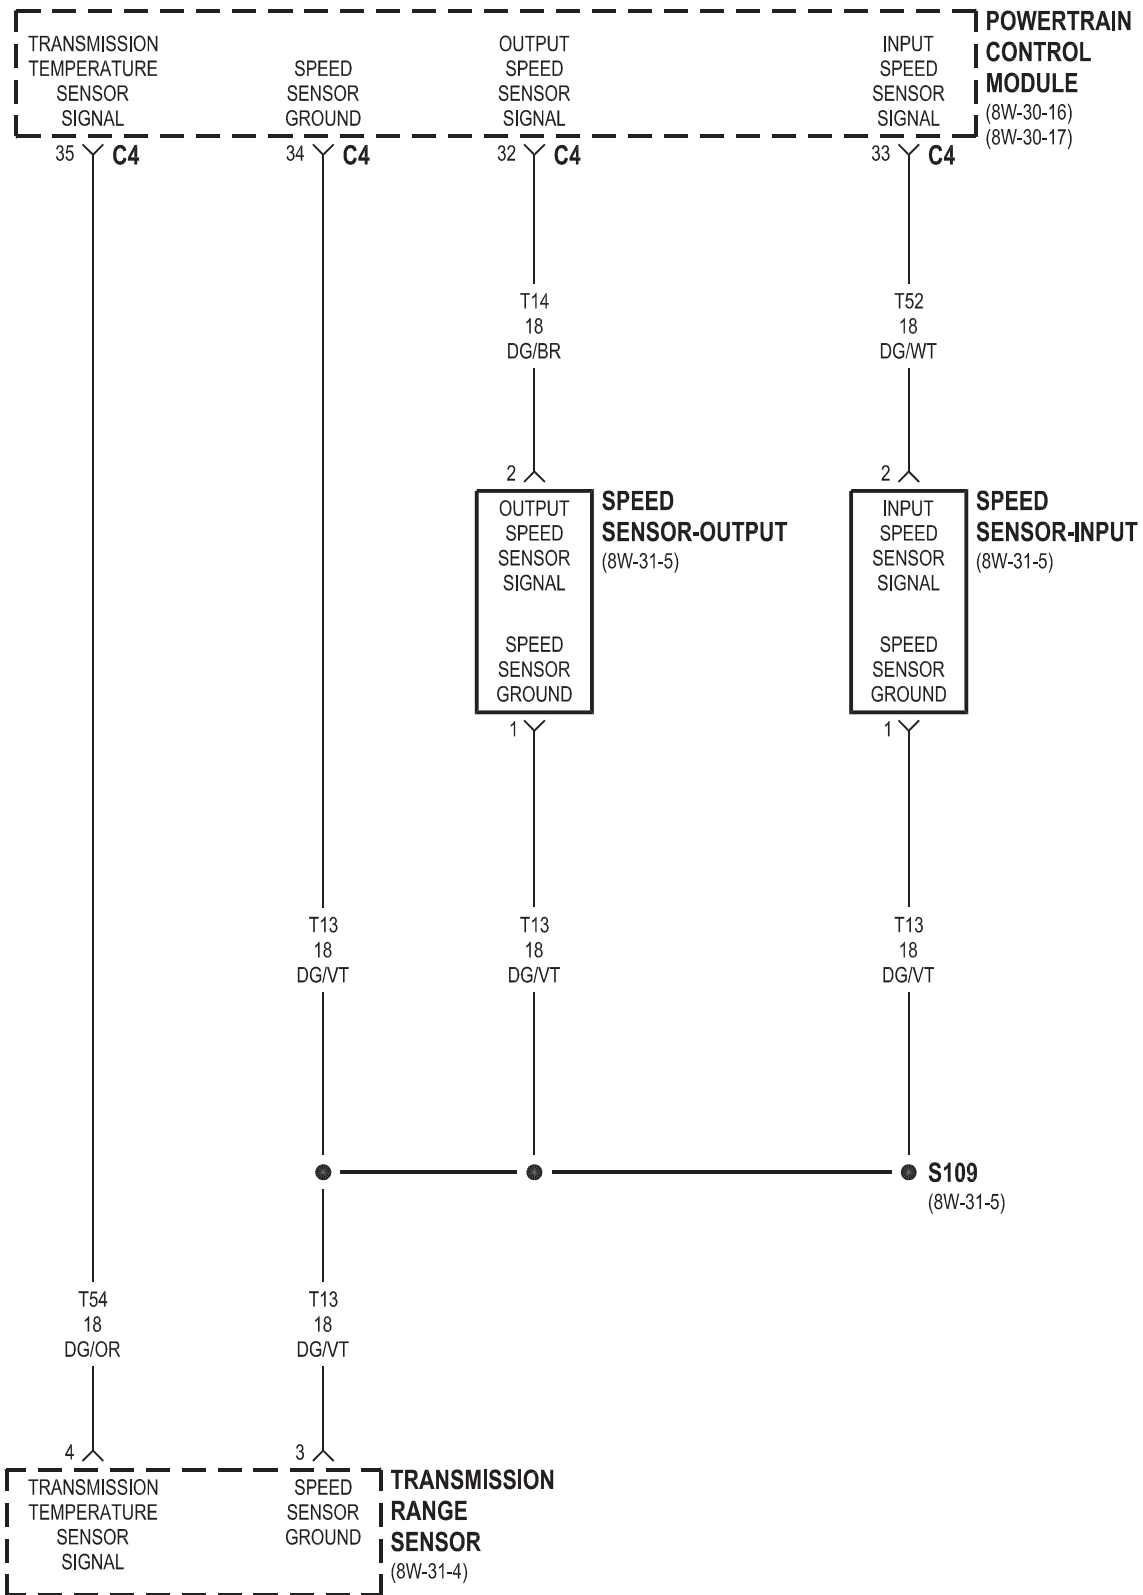 POWERTRAIN
CONTROL
MODULE
(8W-30-16)
(8W-30-17)
TRANSMISSION
TEMPERATURE
SENSOR
SIGNAL
SPEED
SENSOR
GROUND
OUTPUT
SPEED
SENSOR
SIGNAL
INPUT
SPEED
SENSOR
SIGNAL
35 C4
34 C4
32 C4
33 C4
T14
18
DG/BR
T52
18
DG/WT
2
OUTPUT
SPEED
SENSOR
SIGNAL
SPEED
SENSOR
GROUND
1
SPEED
SENSOR-OUTPUT
(8W-31-5)
2
INPUT
SPEED
SENSOR
SIGNAL
SPEED
SENSOR
GROUND
1
SPEED
SENSOR-INPUT
(8W-31-5)
T13
18
DG/VT
T13
18
DG/VT
T13
18
DG/VT
S109
(8W-31-5)
T54
18
DG/OR
T13
18
DG/VT
4
3
TRANSMISSION
TEMPERATURE
SENSOR
SIGNAL
SPEED
SENSOR
GROUND
TRANSMISSION
RANGE
SENSOR
(8W-31-4)